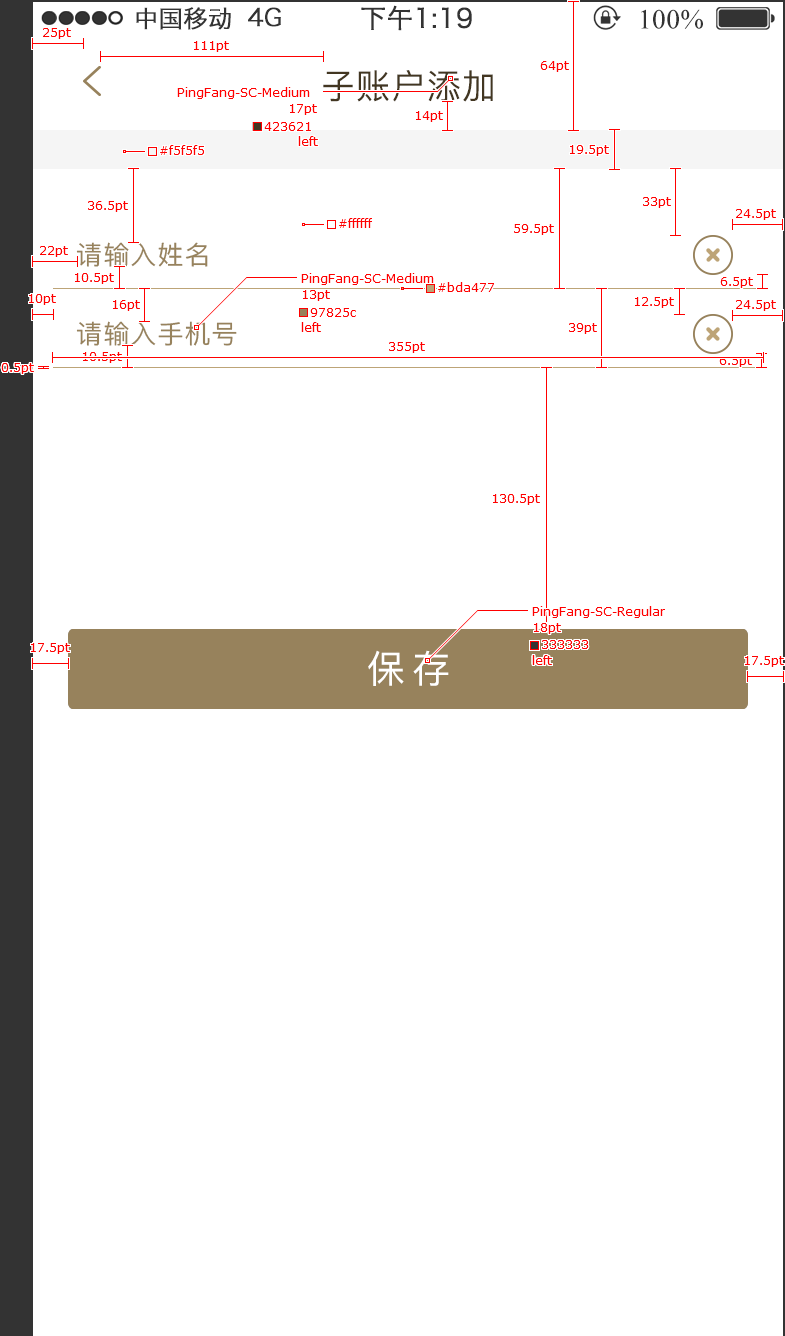 中国移动 4G 下午1:19 100%
25pt
111pt
64pt
PingFang-SC-Medium
子账户添加
17pt
14pt
423621
left
#f5f5f5
19.5pt
36.5pt
33pt
24.5pt
#ffffff
59.5pt
22pt
请输入姓名
10.5pt
PingFang-SC-Medium
6.5pt
#bda477
13pt
10pt
16pt
12.5pt
97825c
24.5pt
left
请输入手机号
39pt
355pt
10.5pt
6.5pt
0.5pt
130.5pt
PingFang-SC-Regular
18pt
333333
17.5pt
left
17.5pt
保存